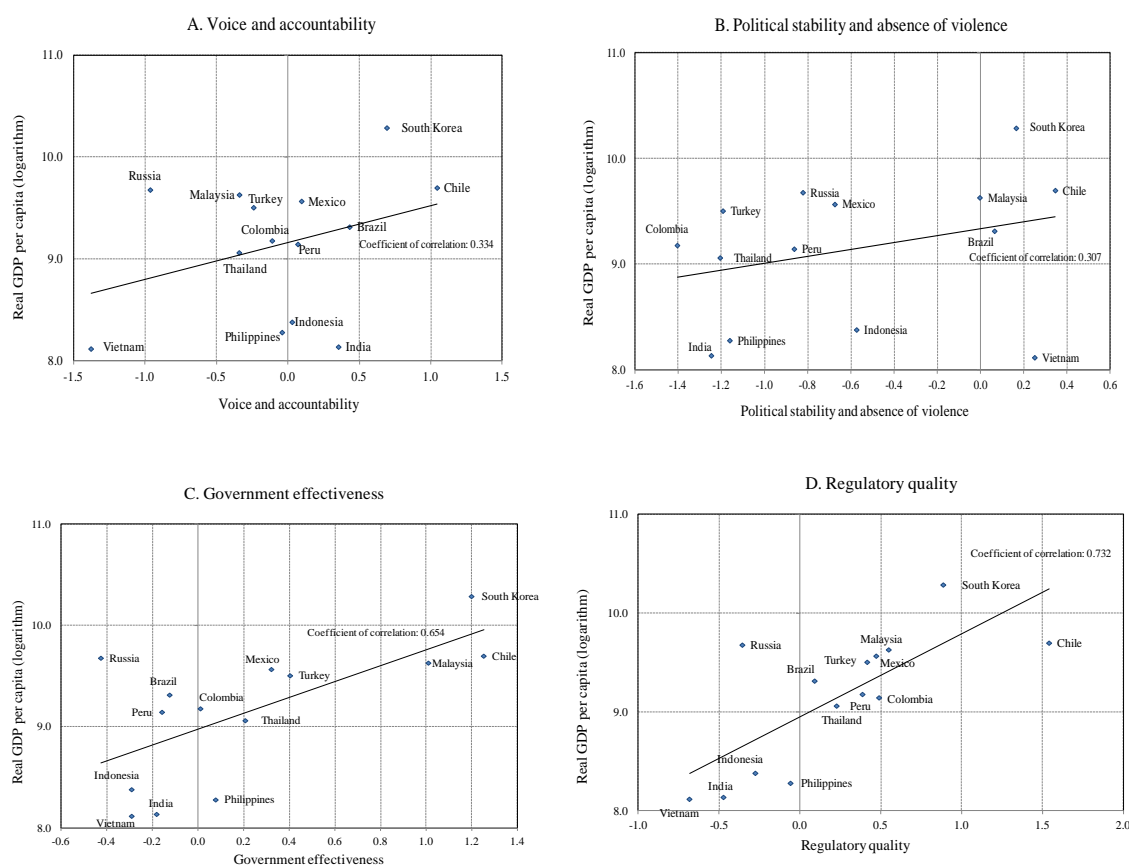 A. Voice and accountability
Real GDP per capita (logarithm)
11.0
10.0
9.0
8.0
South Korea
Russia
Chile
Malaysia
Turkey
Mexico
Colombia
Brazil
Coefficient of correlation: 0.334
Peru
Thailand
Indonesia
Philippines
India
Vietnam
-1.5 -1.0 -0.5 0.0 0.5 1.0 1.5
Voice and accountability
B. Political stability and absence of violence
Real GDP per capita (logarithm)
11.0
10.0
9.0
8.0
South Korea
Russia
Chile
Malaysia
Mexico
Turkey
Colombia
Brazil
Peru
Thailand
Coefficient of correlation: 0.307
Indonesia
Philippines
India
Vietnam
-1.6 -1.4 -1.2 -1.0 -0.8 -0.6 -0.4 -0.2 0.0 0.2 0.4 0.6
Political stability and absence of violence
C. Government effectiveness
Real GDP per capita (logarithm)
11.0
10.0
9.0
8.0
South Korea
Coefficient of correlation: 0.654
Russia
Mexico
Malaysia
Chile
Turkey
Brazil
Colombia
Peru
Thailand
Indonesia
India
Philippines
Vietnam
-0.6 -0.4 -0.2 0.0 0.2 0.4 0.6 0.8 1.0 1.2 1.4
Government effectiveness
D. Regulatory quality
Real GDP per capita (logarithm)
11.0
10.0
9.0
8.0
Coefficient of correlation: 0.732
South Korea
Russia
Malaysia
Chile
Turkey
Mexico
Brazil
Colombia
Peru
Thailand
Indonesia
India
Philippines
Vietnam
-1.0 -0.5 0.0 0.5 1.0 1.5 2.0
Regulatory quality